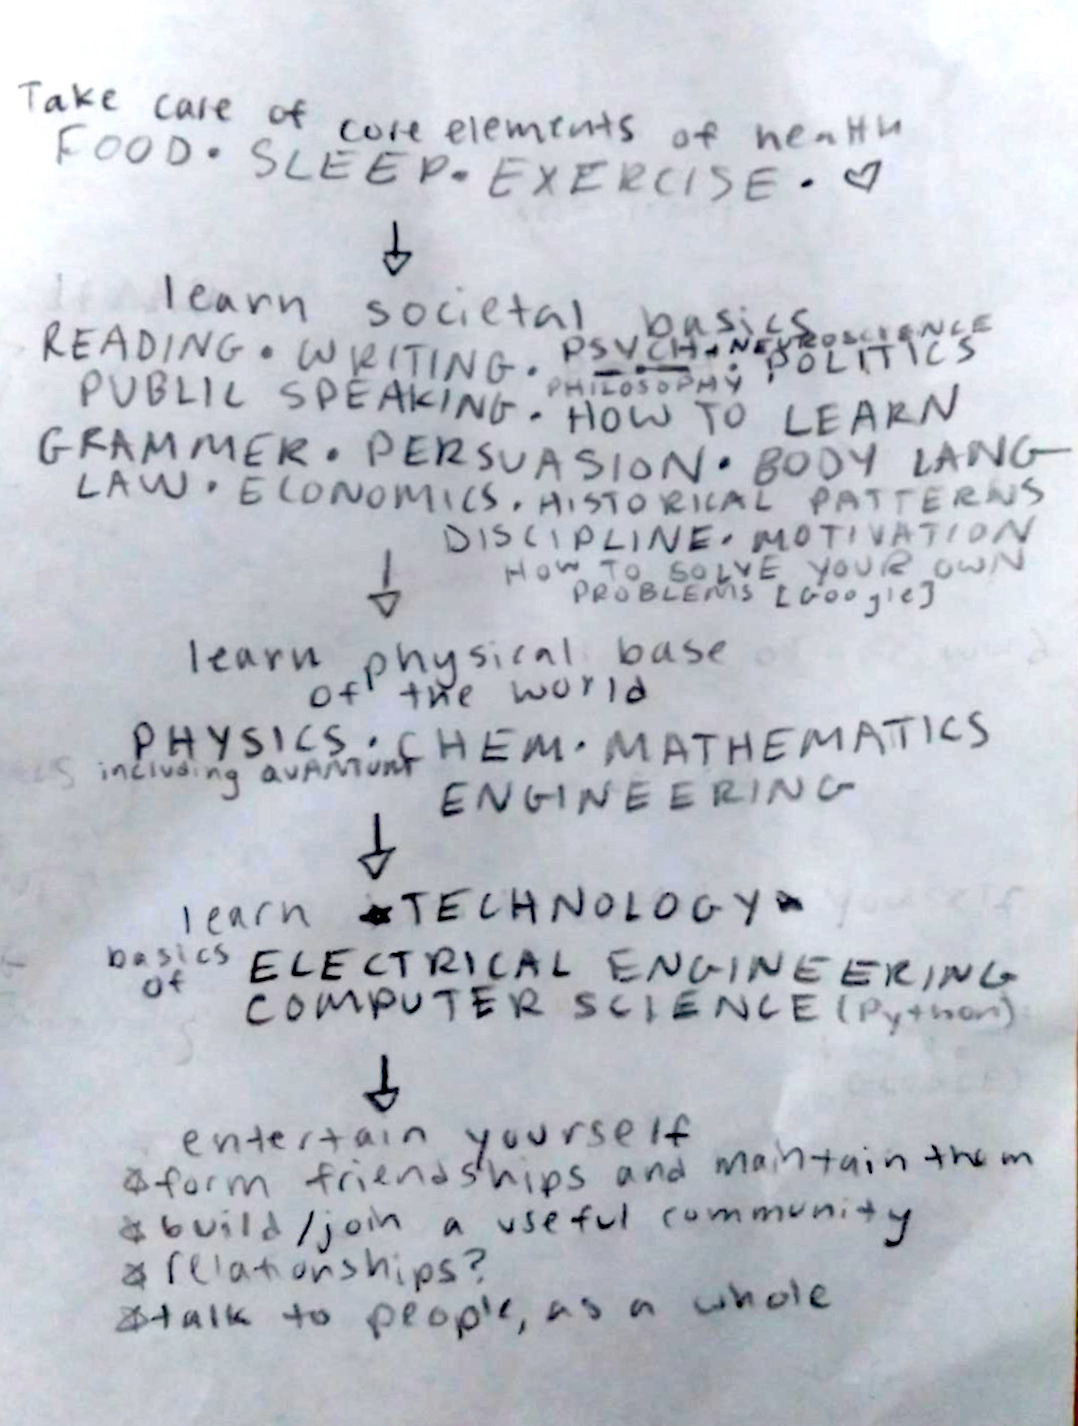 Take care of core elements of health
FOOD. SLEEP. EXERCISE. ♡
learn societal basics
READING. WRITING. PSYCH + NEUROSCIENCE
PHILOSOPHY. POLITICS
PUBLIC SPEAKING. HOW TO LEARN
GRAMMER. PERSUASION. BODY LANG
LAW. ECONOMICS. HISTORICAL PATTERNS
DISCIPLINE. MOTIVATION
HOW TO SOLVE YOUR OWN
PROBLEMS [Google]
learn physical base
of the world
PHYSICS. CHEM. MATHEMATICS
including QUANTUM
ENGINEERING
learn TECHNOLOGY
basics of ELECTRICAL ENGINEERING
COMPUTER SCIENCE (Python)
entertain yourself
form friendships and maintain them
build/join a useful community
relationships?
talk to people, as a whole